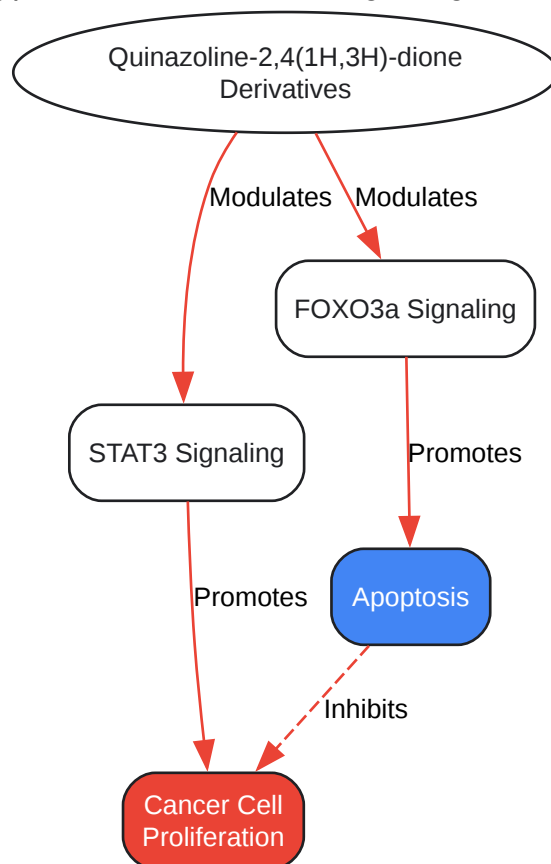 Quinazoline-2,4(1H,3H)-dione
Derivatives
Modulates
Modulates
FOXO3a Signaling
STAT3 Signaling
Promotes
Promotes
Apoptosis
Inhibits
Cancer Cell
Proliferation